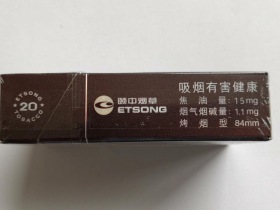 ETSONG
20
TOBACCO
颐中烟草
ETSONG
吸烟有害健康
焦油量：15mg
烟气烟碱量：1.1mg
烤烟型 84mm